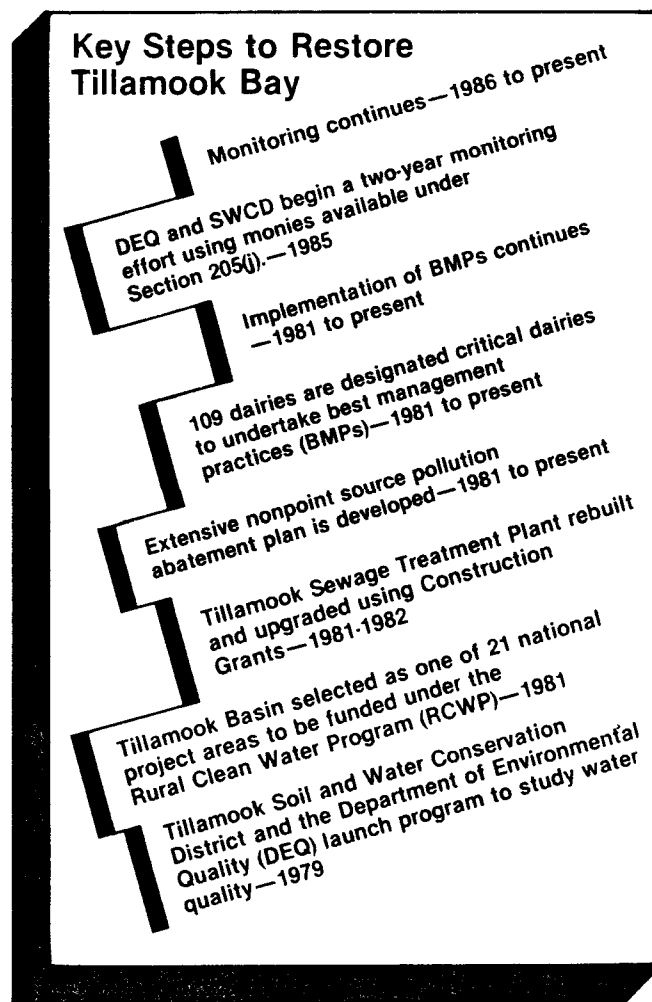 Key Steps to Restore
Tillamook Bay
Monitoring continues—1986 to present
DEQ and SWCD begin a two-year monitoring
effort using monies available under
Section 205(j).—1985
Implementation of BMPs continues
—1981 to present
109 dairies are designated critical dairies
to undertake best management
practices (BMPs)—1981 to present
Extensive nonpoint source pollution
abatement plan is developed—1981 to present
Tillamook Sewage Treatment Plant rebuilt
and upgraded using Construction
Grants—1981-1982
Tillamook Basin selected as one of 21 national
project areas to be funded under the
Rural Clean Water Program (RCWP)—1981
Tillamook Soil and Water Conservation
District and the Department of Environmental
Quality (DEQ) launch program to study water
quality—1979